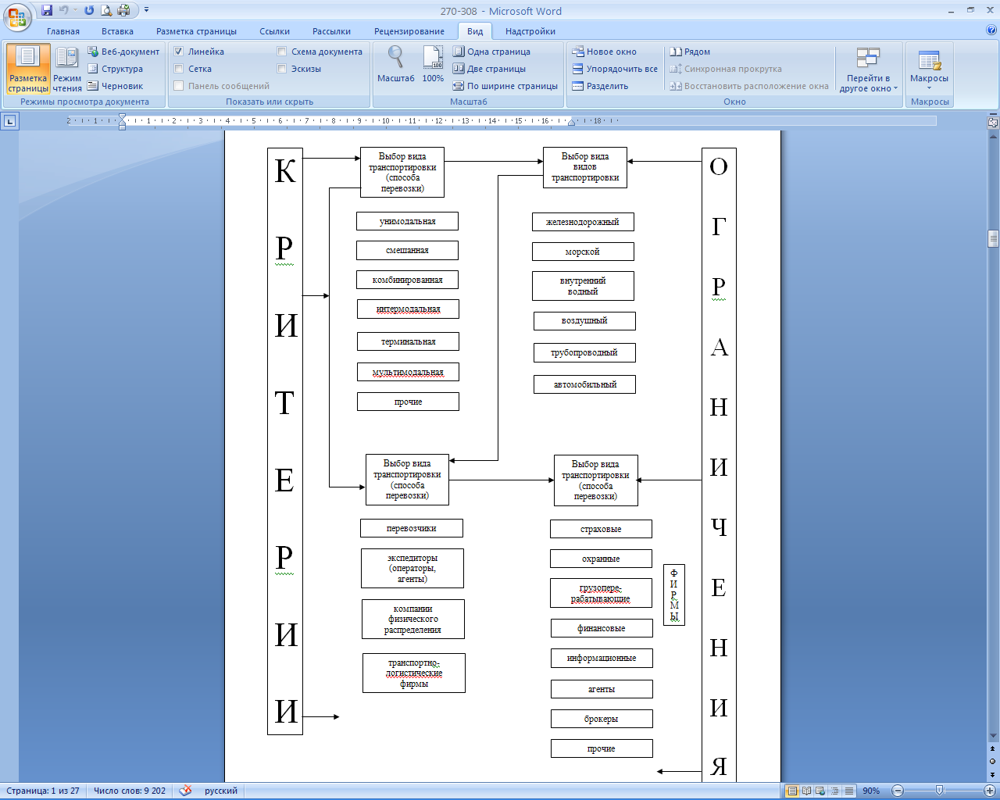 270-308 - Microsoft Word
Главная Вставка Разметка страницы Ссылки Рассылки Рецензирование Вид Надстройки
Разметка страницы
Режим чтения
Веб-документ
Структура
Черновик
Режимы просмотра документа
Линейка
Сетка
Панель сообщений
Схема документа
Эскизы
Показать или скрыть
Масштаб
100%
Одна страница
Две страницы
По ширине страницы
Масштаб
Новое окно
Упорядочить все
Разделить
Рядом
Синхронная прокрутка
Восстановить расположение окна
Перейти в другое окно
Окно
Макросы
Макросы
2 1 1 2 3 4 5 6 7 8 9 10 11 12 13 14 15 16 18
К
Р
И
Т
Е
Р
И
И
Выбор вида
транспортировки
(способа
перевозки)
унимодальная
смешанная
комбинированная
интермодальная
терминальная
мультимодальная
прочие
Выбор вида
видов
транспортировки
железнодорожный
морской
внутренний
водный
воздушный
трубопроводный
автомобильный
Выбор вида
транспортировки
(способа
перевозки)
перевозчики
экспедиторы
(операторы,
агенты)
компании
физического
распределения
транспортно-
логистические
фирмы
Выбор вида
транспортировки
(способа
перевозки)
страховые
охранные
грузопере-
рабатывающие
финансовые
информационные
агенты
брокеры
прочие
Ф
И
Р
М
Ы
О
Г
Р
А
Н
И
Ч
Е
Н
И
Я
Страница: 1 из 27 Число слов: 9 202 русский 90%